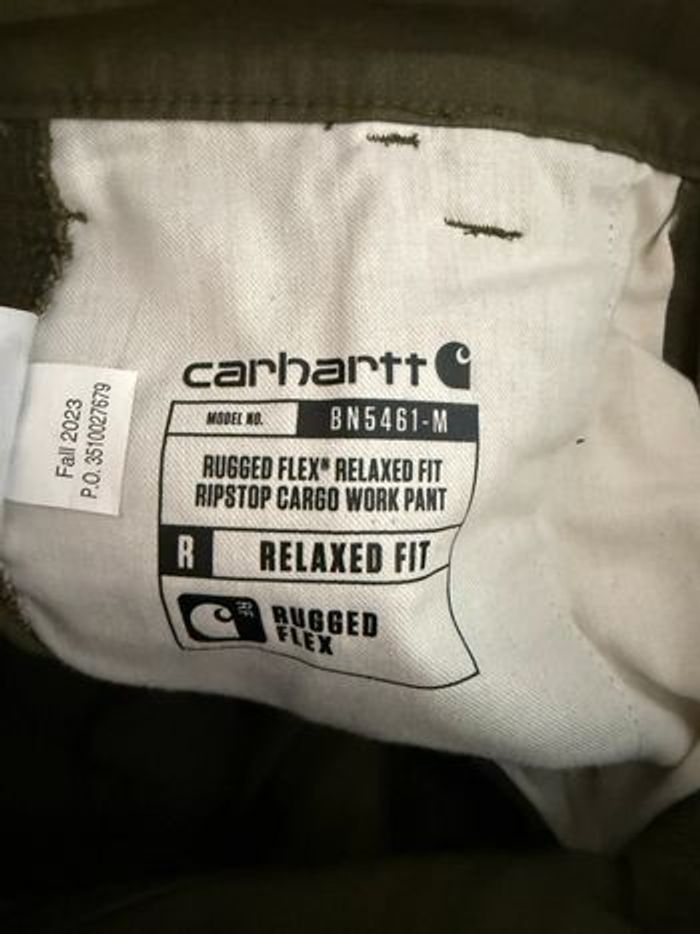 carhartt
MODEL NO. BN5461-M
RUGGED FLEX® RELAXED FIT
RIPSTOP CARGO WORK PANT
R RELAXED FIT
RF RUGGED
FLEX
Fall 2023
P.O. 3510027679